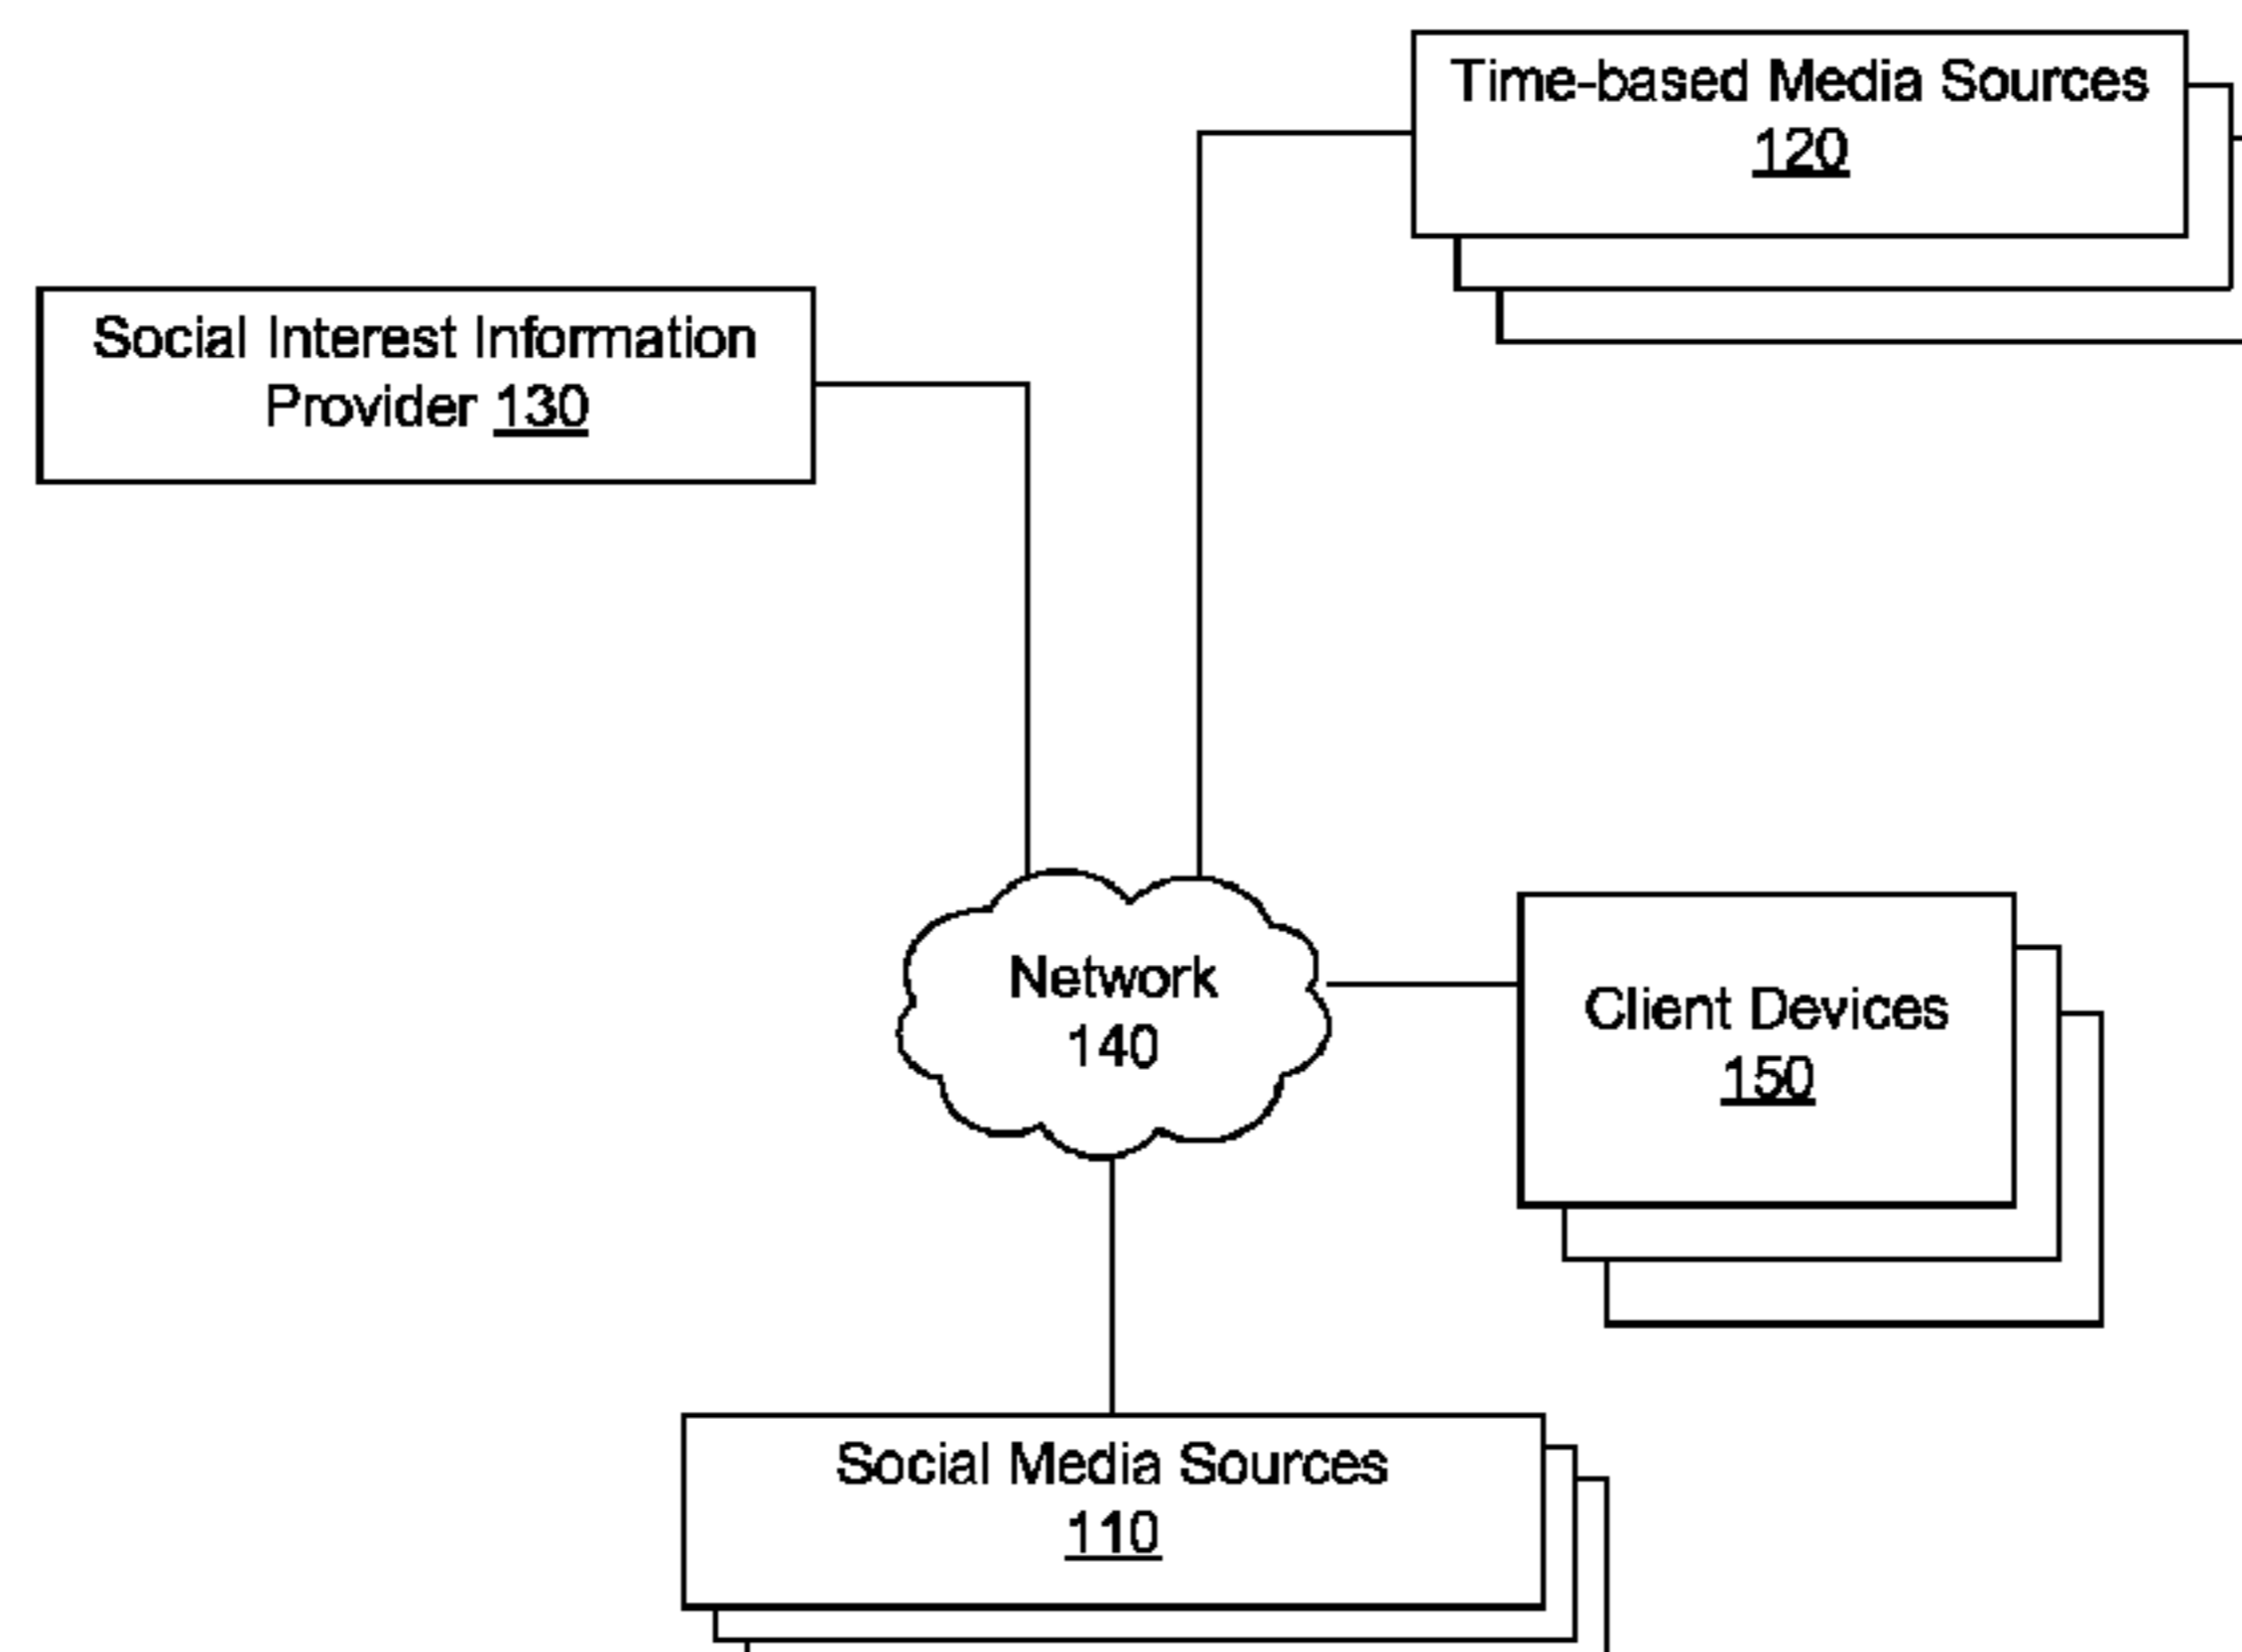 Time-based Media Sources
120
Social Interest Information
Provider 130
Network
140
Client Devices
150
Social Media Sources
110